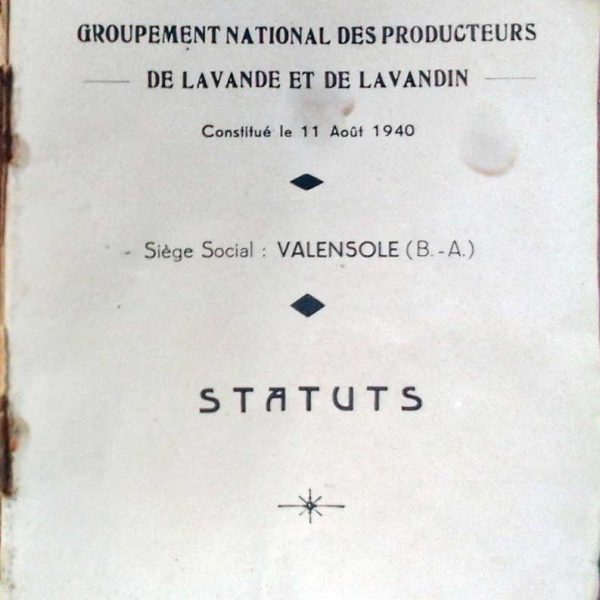 GROUPEMENT NATIONAL DES PRODUCTEURS
DE LAVANDE ET DE LAVANDIN
Constitué le 11 Août 1940
Siège Social : VALENSOLE (B.-A.)
STATUTS